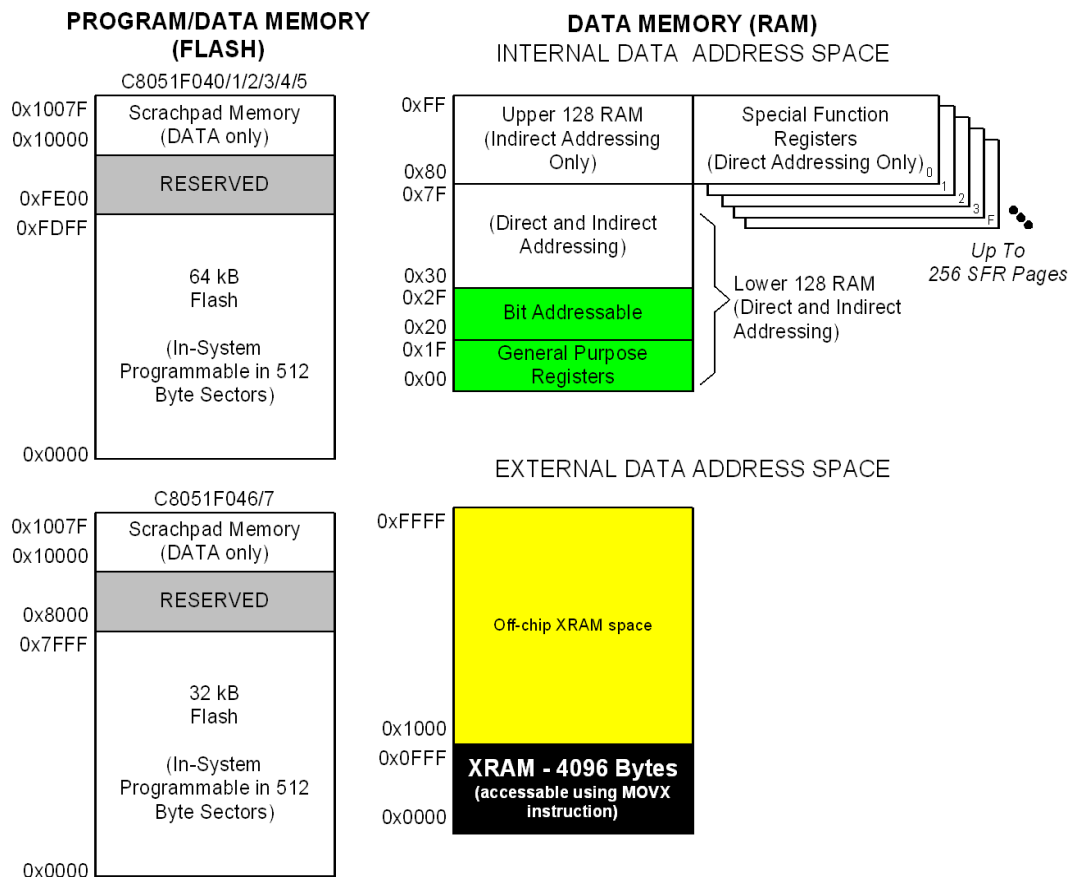 PROGRAM/DATA MEMORY
(FLASH)
C8051F040/1/2/3/4/5
0x1007F
0x10000
Scrachpad Memory
(DATA only)
RESERVED
0xFE00
0xFDFF
64 kB
Flash
(In-System
Programmable in 512
Byte Sectors)
0x0000
C8051F046/7
0x1007F
0x10000
Scrachpad Memory
(DATA only)
RESERVED
0x8000
0x7FFF
32 kB
Flash
(In-System
Programmable in 512
Byte Sectors)
0x0000
DATA MEMORY (RAM)
INTERNAL DATA ADDRESS SPACE
0xFF
Upper 128 RAM
(Indirect Addressing
Only)
0x80
Special Function
Registers
(Direct Addressing Only)
0
1
2
3
F
Up To
256 SFR Pages
0x7F
(Direct and Indirect
Addressing)
0x30
0x2F
Bit Addressable
0x20
0x1F
General Purpose
Registers
0x00
Lower 128 RAM
(Direct and Indirect
Addressing)
EXTERNAL DATA ADDRESS SPACE
0xFFFF
Off-chip XRAM space
0x1000
0x0FFF
XRAM - 4096 Bytes
(accessable using MOVX
instruction)
0x0000